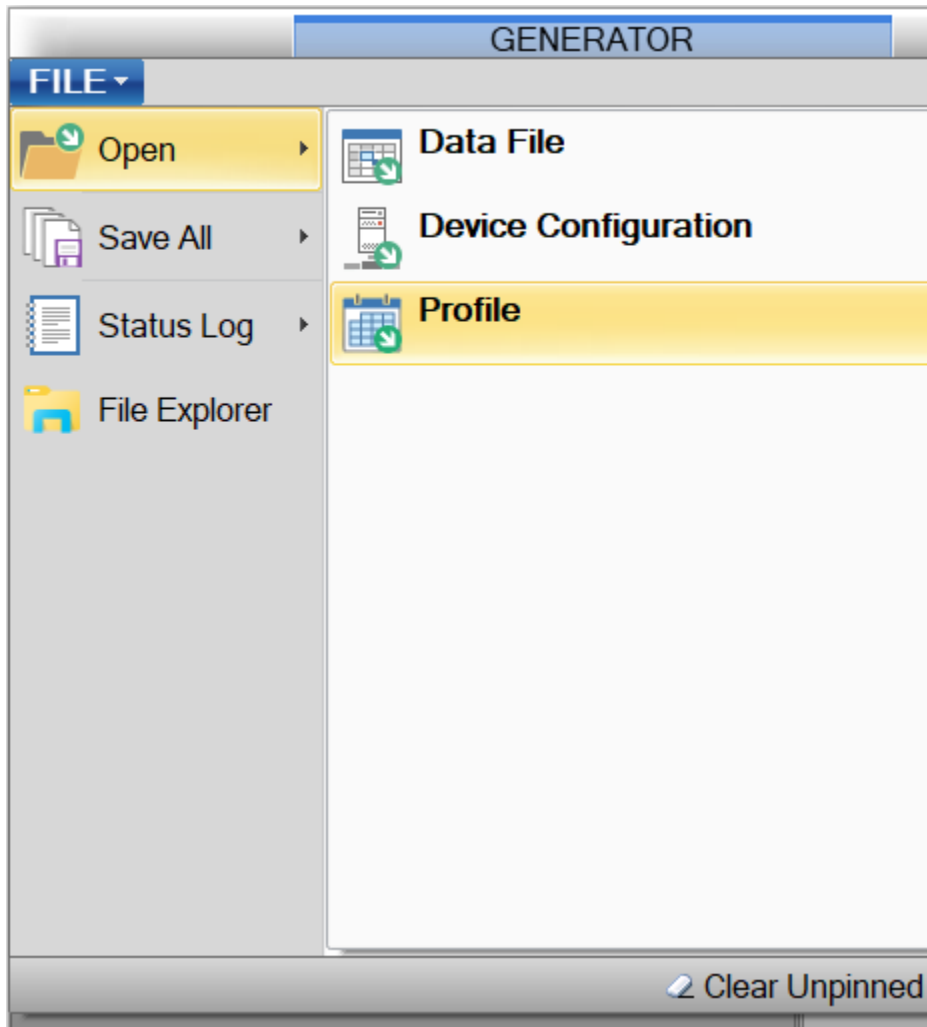 GENERATOR
FILE
Open
Data File
Device Configuration
Save All
Profile
Status Log
File Explorer
Clear Unpinned